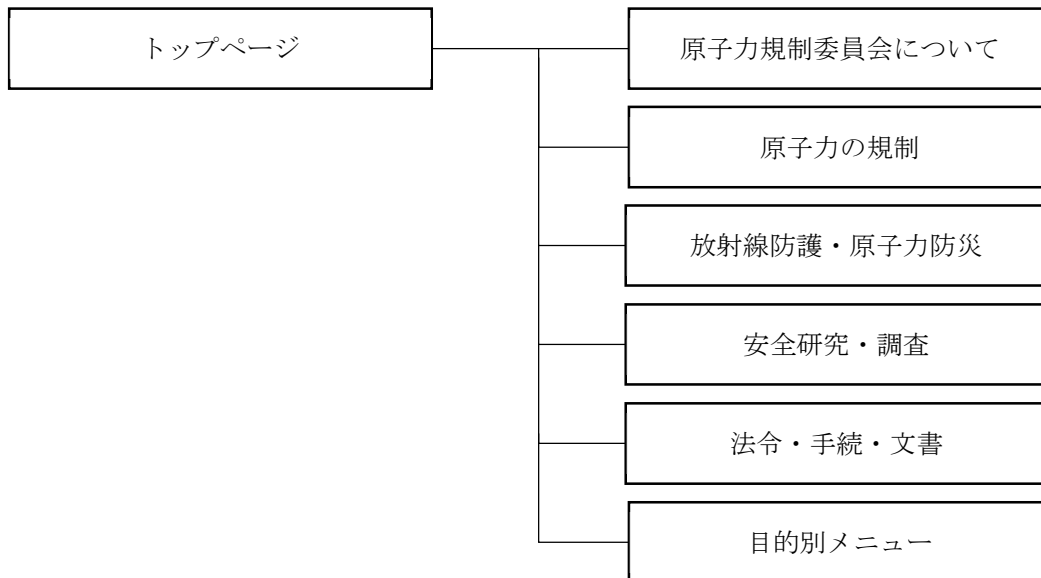 トップページ
原子力規制委員会について
原子力の規制
放射線防護・原子力防災
安全研究・調査
法令・手続・文書
目的別メニュー